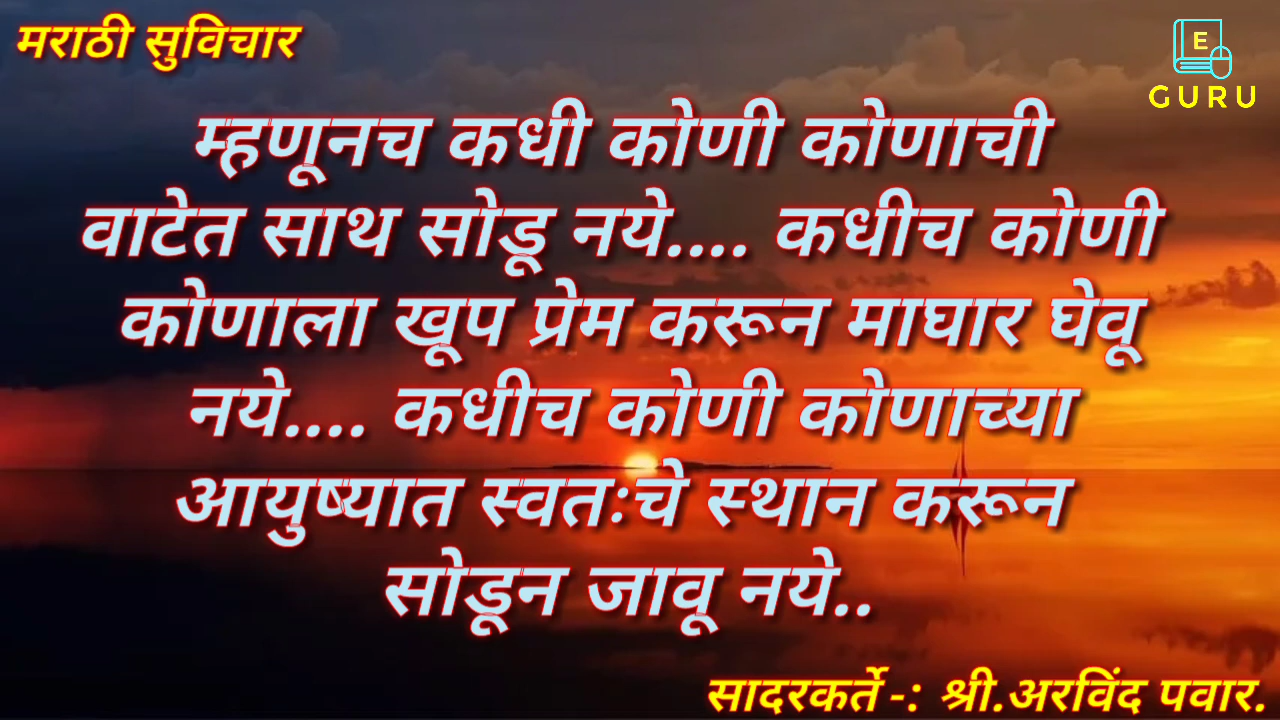 मराठी सुविचार
E
GURU
म्हणूनच कधी कोणी कोणाची
वाटेत साथ सोडू नये.... कधीच कोणी
कोणाला खूप प्रेम करून माघार घेवू
नये.... कधीच कोणी कोणाच्या
आयुष्यात स्वतःचे स्थान करून
सोडून जावू नये..
सादरकर्ते -: श्री.अरविंद पवार.